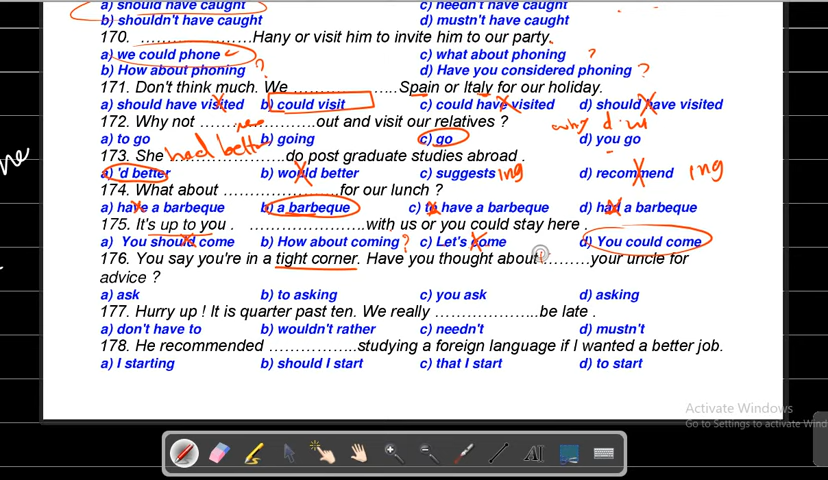 a) should have caught c) needn't have caught
b) shouldn't have caught d) mustn't have caught
170. ......................Hany or visit him to invite him to our party.
a) we could phone c) what about phoning ?
b) How about phoning ? d) Have you considered phoning ?
171. Don't think much. We ......................Spain or Italy for our holiday.
a) should have visited b) could visit c) could have visited d) should have visited
172. Why not ......................out and visit our relatives ?
a) to go b) going c) go d) you go
had better
173. She ......................do post graduate studies abroad .
a) 'd better b) would better c) suggests ing d) recommend ing
174. What about ......................for our lunch ?
a) have a barbeque b) a barbeque c) to have a barbeque d) had a barbeque
175. It's up to you . ......................with us or you could stay here .
a) You should come b) How about coming ? c) Let's come d) You could come
176. You say you're in a tight corner. Have you thought about ..........your uncle for
advice ?
a) ask b) to asking c) you ask d) asking
177. Hurry up ! It is quarter past ten. We really ....................be late .
a) don't have to b) wouldn't rather c) needn't d) mustn't
178. He recommended ................studying a foreign language if I wanted a better job.
a) I starting b) should I start c) that I start d) to start
Activate Windows
Go to Settings to activate Wind